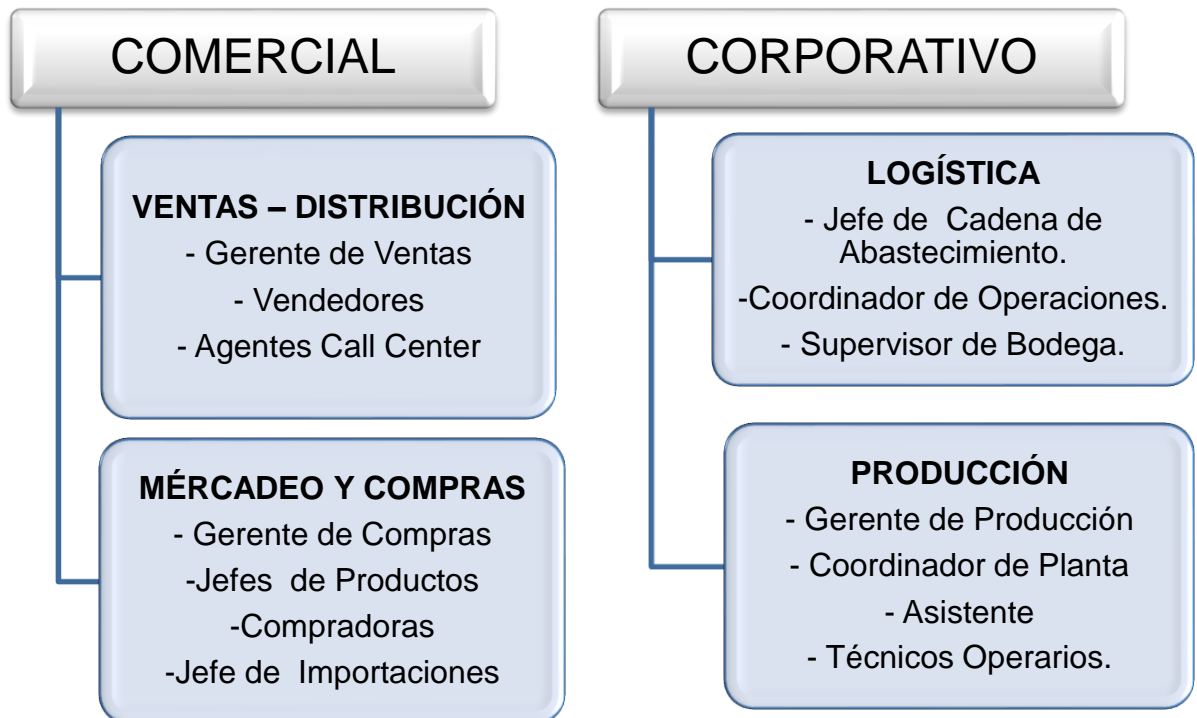 COMERCIAL
VENTAS – DISTRIBUCIÓN
- Gerente de Ventas
- Vendedores
- Agentes Call Center
MÉRCADEO Y COMPRAS
- Gerente de Compras
-Jefes de Productos
-Compradoras
-Jefe de Importaciones
CORPORATIVO
LOGÍSTICA
- Jefe de Cadena de
Abastecimiento.
-Coordinador de Operaciones.
- Supervisor de Bodega.
PRODUCCIÓN
- Gerente de Producción
- Coordinador de Planta
- Asistente
- Técnicos Operarios.